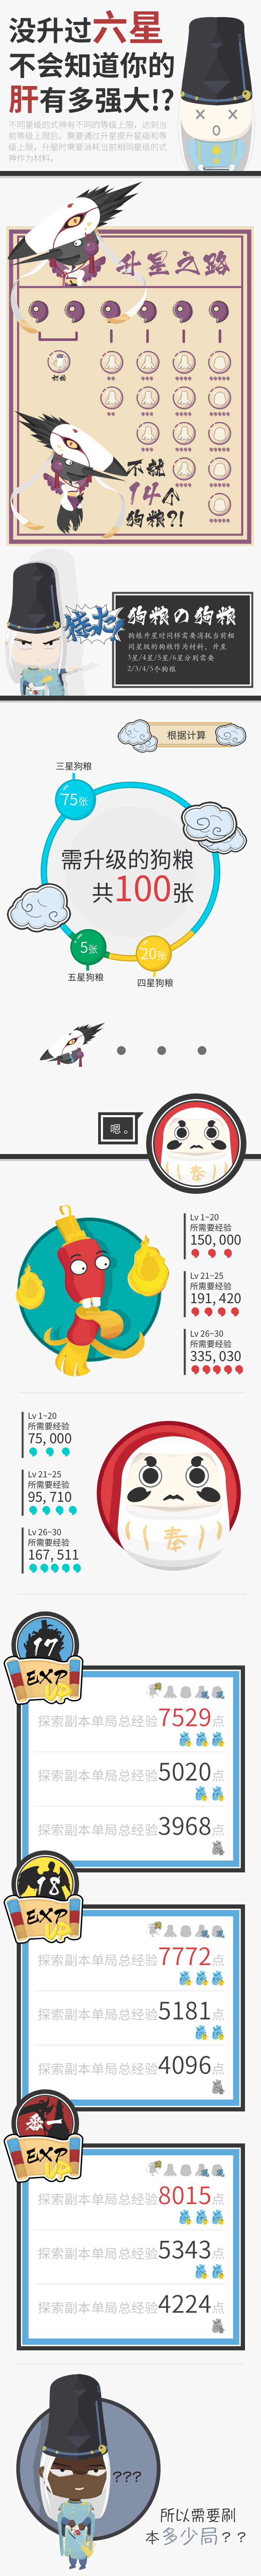 没升过六星
不会知道你的
肝有多强大!?
不同星级的式神有不同的等级上限，达到当
前等级上限后，需要通过升星提升星级和等
级上限，升星时需要消耗当前相同星级的式
神作为材料。
升星之路
不就
14个
狗粮?!
狗粮の狗粮
狗粮升星时同样需要消耗当前相
同星级的狗粮作为材料，升星
3星/4星/5星/6星分别需要
2/3/4/5个狗粮
根据计算
三星狗粮
75张
需升级的狗粮
共100张
5张
20张
五星狗粮
四星狗粮
嗯。
奉
Lv 1~20
所需要经验
150, 000
Lv 21~25
所需要经验
191, 420
Lv 26~30
所需要经验
335, 030
Lv 1~20
所需要经验
75, 000
Lv 21~25
所需要经验
95, 710
Lv 26~30
所需要经验
167, 511
奉
17
EXP
UP
探索副本单局总经验7529点
探索副本单局总经验5020点
探索副本单局总经验3968点
18
EXP
UP
探索副本单局总经验7772点
探索副本单局总经验5181点
探索副本单局总经验4096点
番
EXP
UP
探索副本单局总经验8015点
探索副本单局总经验5343点
探索副本单局总经验4224点
???
所以需要刷
本多少局??